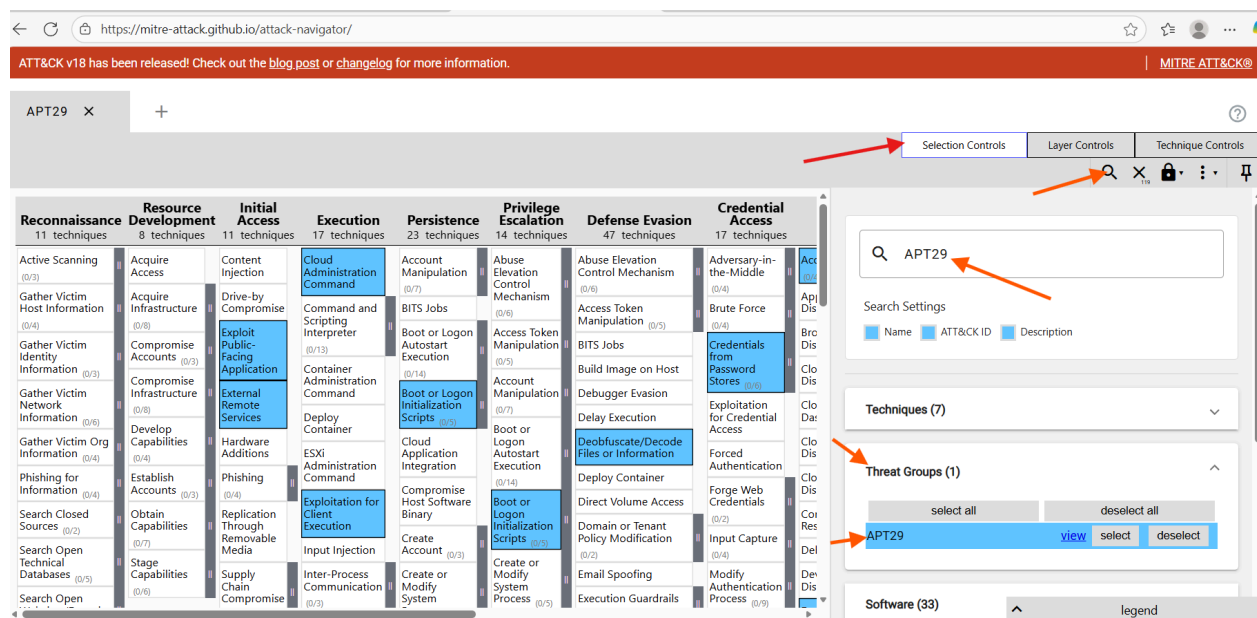 https://mitre-attack.github.io/attack-navigator/
ATT&CK v18 has been released! Check out the blog post or changelog for more information.
MITRE ATT&CK®
APT29
Selection Controls
Layer Controls
Technique Controls
119
Reconnaissance
11 techniques
Active Scanning
(0/3)
Gather Victim
Host Information
(0/4)
Gather Victim
Identity
Information (0/3)
Gather Victim
Network
Information (0/6)
Gather Victim Org
Information (0/4)
Phishing for
Information (0/4)
Search Closed
Sources (0/2)
Search Open
Technical
Databases (0/5)
Search Open
Resource
Development
8 techniques
Acquire
Access
Acquire
Infrastructure
(0/8)
Compromise
Accounts (0/3)
Compromise
Infrastructure
(0/8)
Develop
Capabilities
(0/4)
Establish
Accounts (0/3)
Obtain
Capabilities
(0/7)
Stage
Capabilities
(0/6)
Initial
Access
11 techniques
Content
Injection
Drive-by
Compromise
Exploit
Public-
Facing
Application
External
Remote
Services
Hardware
Additions
Phishing
(0/4)
Replication
Through
Removable
Media
Supply
Chain
Compromise
Execution
17 techniques
Cloud
Administration
Command
Command and
Scripting
Interpreter
(0/13)
Container
Administration
Command
Deploy
Container
ESXi
Administration
Command
Exploitation for
Client
Execution
Input Injection
Inter-Process
Communication
(0/3)
Persistence
23 techniques
Account
Manipulation
(0/7)
BITS Jobs
Boot or Logon
Autostart
Execution
(0/14)
Boot or Logon
Initialization
Scripts (0/5)
Cloud
Application
Integration
Compromise
Host Software
Binary
Create
Account (0/3)
Create or
Modify
System
Privilege
Escalation
14 techniques
Abuse
Elevation
Control
Mechanism
(0/6)
Access Token
Manipulation
(0/5)
Account
Manipulation
(0/7)
Boot or
Logon
Autostart
Execution
(0/14)
Boot or
Logon
Initialization
Scripts (0/5)
Create or
Modify
System
Process (0/5)
Defense Evasion
47 techniques
Abuse Elevation
Control Mechanism
(0/6)
Access Token
Manipulation (0/5)
BITS Jobs
Build Image on Host
Debugger Evasion
Delay Execution
Deobfuscate/Decode
Files or Information
Deploy Container
Direct Volume Access
Domain or Tenant
Policy Modification
(0/2)
Email Spoofing
Execution Guardrails
Credential
Access
17 techniques
Adversary-in-
the-Middle
(0/4)
Brute Force
(0/4)
Credentials
from
Password
Stores (0/6)
Exploitation
for Credential
Access
Forced
Authentication
Forge Web
Credentials
(0/2)
Input Capture
(0/4)
Modify
Authentication
Process (0/9)
APT29
Search Settings
Name
ATT&CK ID
Description
Techniques (7)
Threat Groups (1)
select all
deselect all
APT29
view
select
deselect
Software (33)
legend